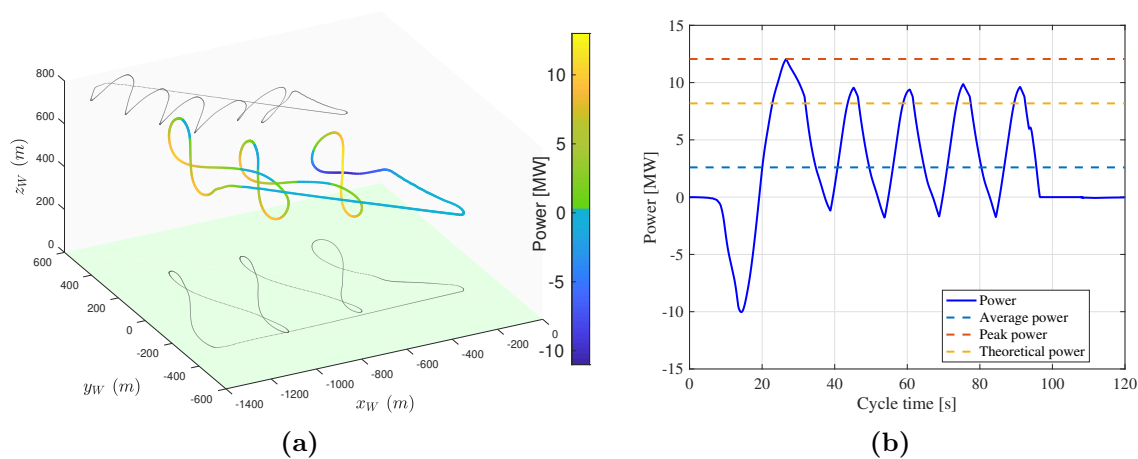 800
600
400
200
0
z_W (m)
600
400
200
0
-200
-400
-600
y_W (m)
-1400
-1200
-1000
-800
-600
-400
-200
0
x_W (m)
10
5
0
-5
-10
Power [MW]
(a)
15
10
5
0
-5
-10
-15
Power [MW]
Power
Average power
Peak power
Theoretical power
0 20 40 60 80 100 120
Cycle time [s]
(b)